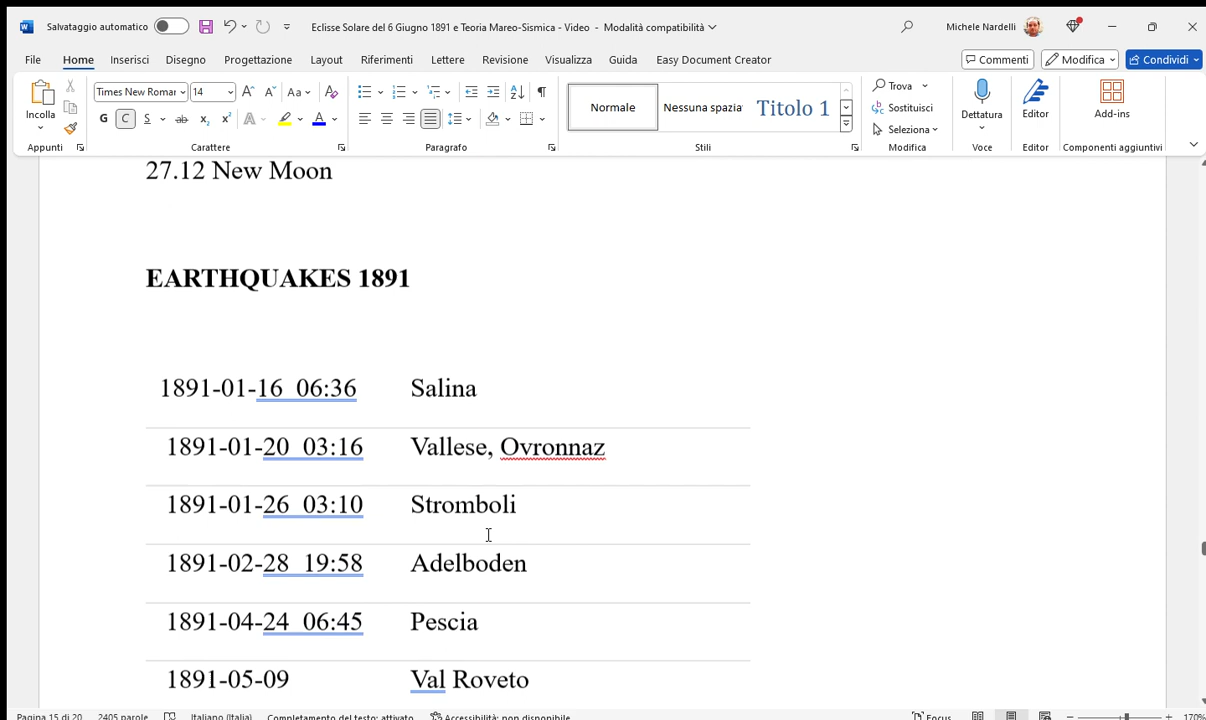 Salvataggio automatico
Eclisse Solare del 6 Giugno 1891 e Teoria Mareo-Sismica - Video - Modalità compatibilità
Michele Nardelli
File Home Inserisci Disegno Progettazione Layout Riferimenti Lettere Revisione Visualizza Guida Easy Document Creator Commenti Modifica Condividi
Incolla
Appunti
Times New Roman 14 Aa
G C S ab x₂ x² A A
Carattere
Paragrafo
Normale Nessuna spazia Titolo 1
Stili
Trova
Sostituisci
Seleziona
Modifica
Dettatura
Voce
Editor
Editor
Add-ins
Componenti aggiuntivi
27.12 New Moon
EARTHQUAKES 1891
1891-01-16 06:36 Salina
1891-01-20 03:16 Vallese, Ovronnaz
1891-01-26 03:10 Stromboli
1891-02-28 19:58 Adelboden
1891-04-24 06:45 Pescia
1891-05-09 Val Roveto
Pagina 15 di 20 2405 parole Italiano (Italia) Completamento del testo: attivato Accessibilità: non disponibile Focus 170%